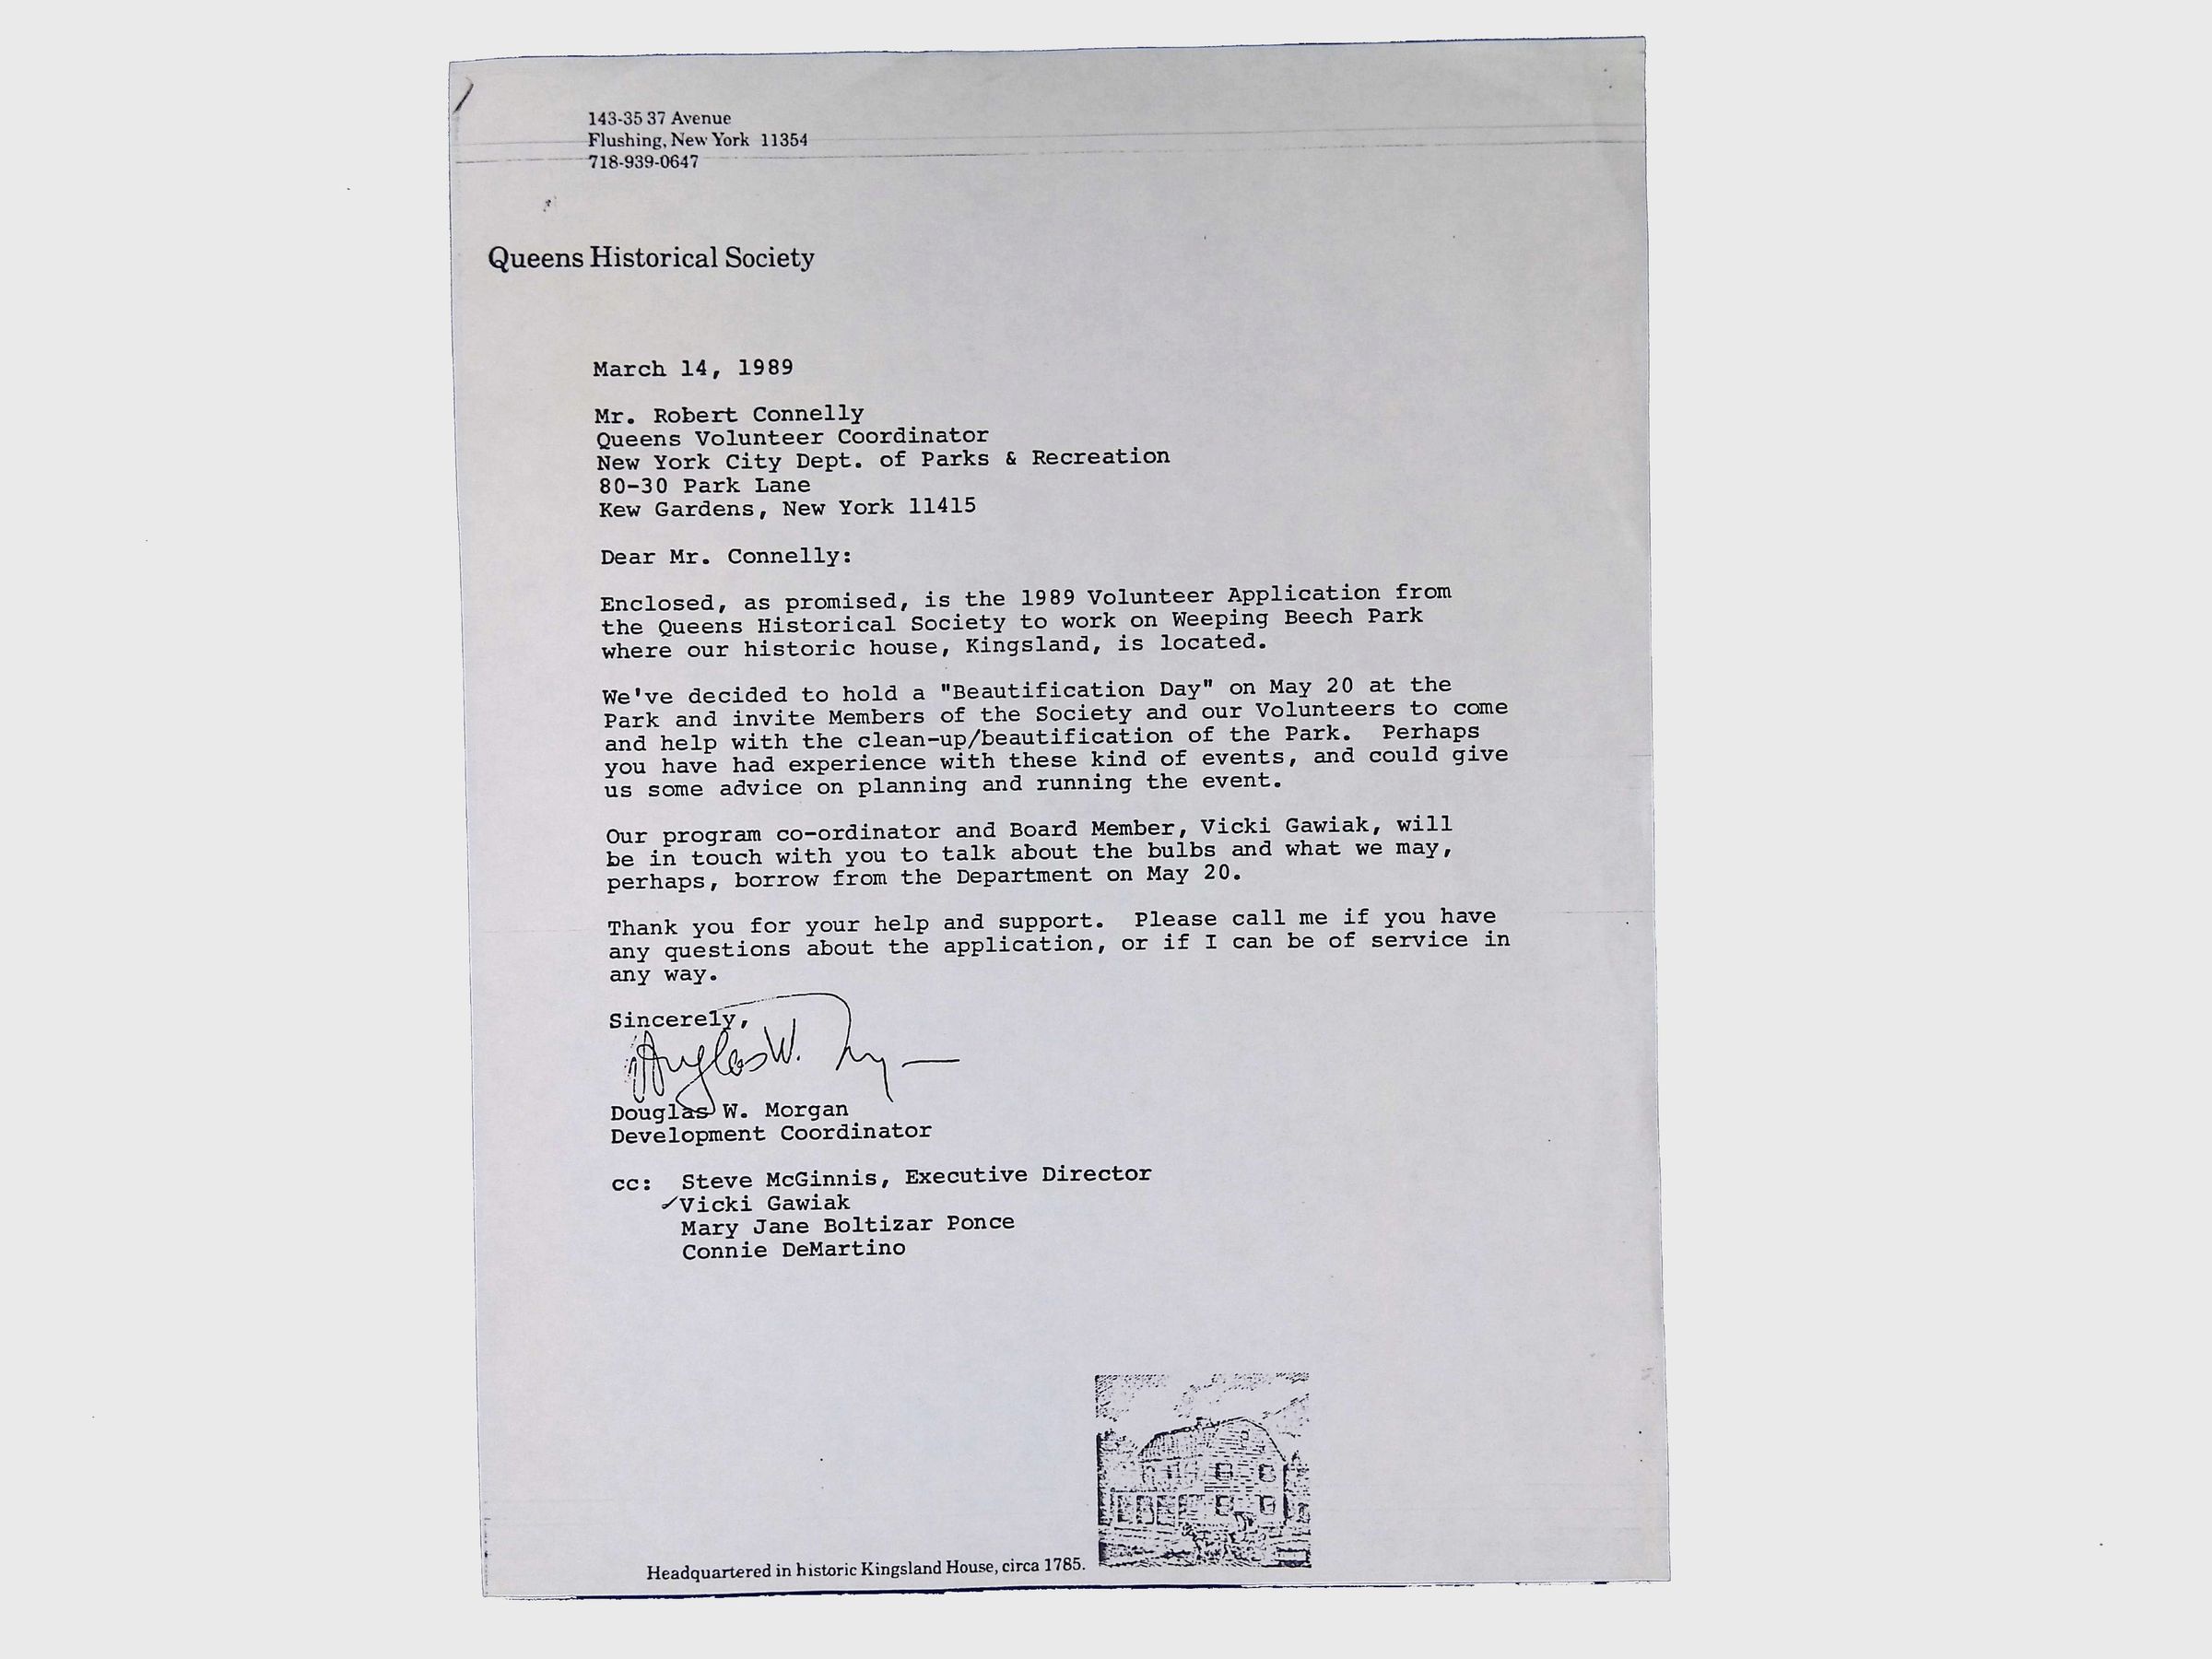 143-35 37 Avenue
Flushing, New York 11354
718-939-0647
Queens Historical Society
March 14, 1989
Mr. Robert Connelly
Queens Volunteer Coordinator
New York City Dept. of Parks & Recreation
80-30 Park Lane
Kew Gardens, New York 11415
Dear Mr. Connelly:
Enclosed, as promised, is the 1989 Volunteer Application from
the Queens Historical Society to work on Weeping Beech Park
where our historic house, Kingsland, is located.
We've decided to hold a "Beautification Day" on May 20 at the
Park and invite Members of the Society and our Volunteers to come
and help with the clean-up/beautification of the Park.  Perhaps
you have had experience with these kind of events, and could give
us some advice on planning and running the event.
Our program co-ordinator and Board Member, Vicki Gawiak, will
be in touch with you to talk about the bulbs and what we may,
perhaps, borrow from the Department on May 20.
Thank you for your help and support.  Please call me if you have
any questions about the application, or if I can be of service in
any way.
Sincerely,
Douglas W.
Douglas W. Morgan
Development Coordinator
cc:  Steve McGinnis, Executive Director
✓Vicki Gawiak
Mary Jane Boltizar Ponce
Connie DeMartino
Headquartered in historic Kingsland House, circa 1785.